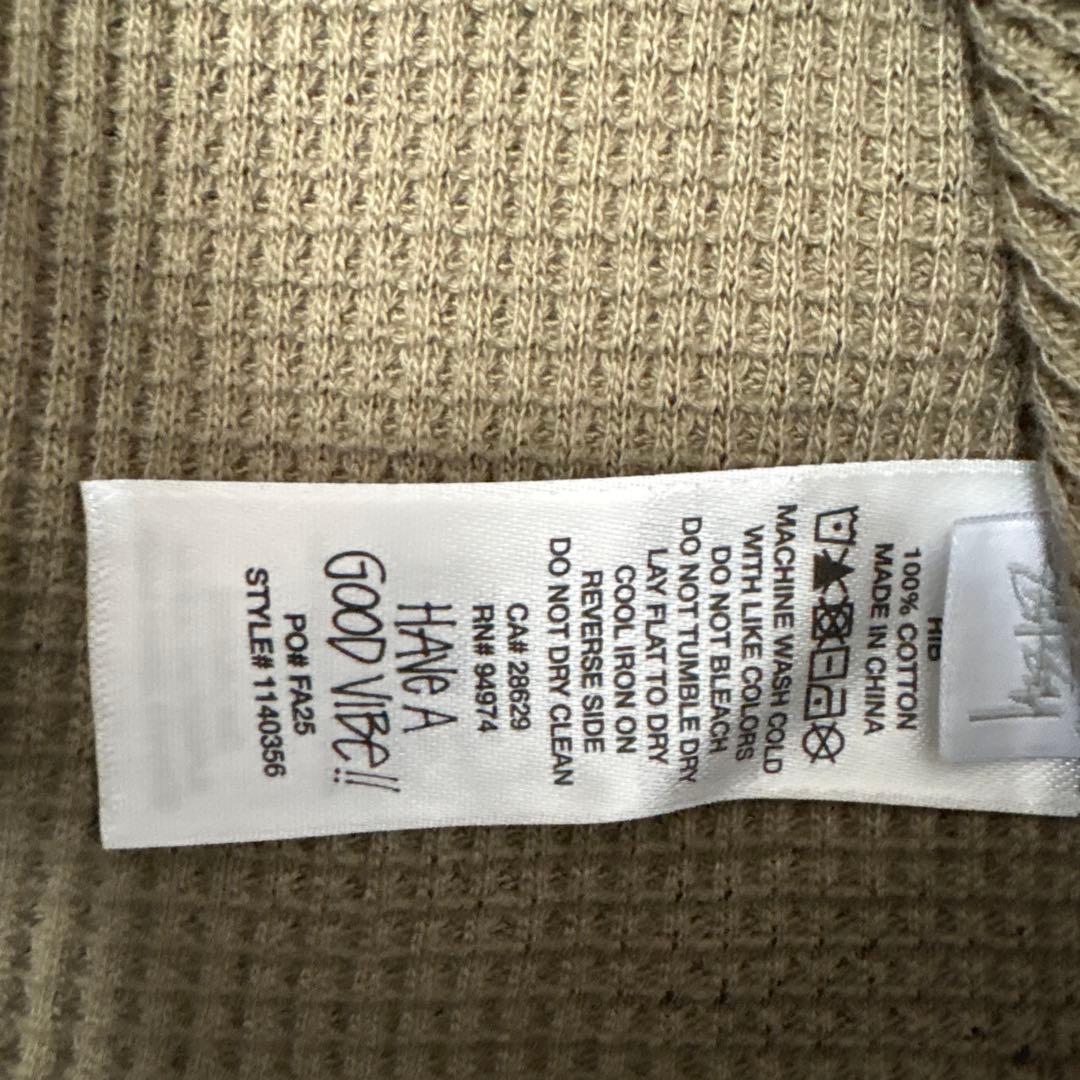 RIB
100% COTTON
MADE IN CHINA
MACHINE WASH COLD
WITH LIKE COLORS
DO NOT BLEACH
DO NOT TUMBLE DRY
LAY FLAT TO DRY
COOL IRON ON
REVERSE SIDE
DO NOT DRY CLEAN
CA# 28629
RN# 94974
HAVE A
GOOD VIBE!!
PO# FA25
STYLE# 1140356